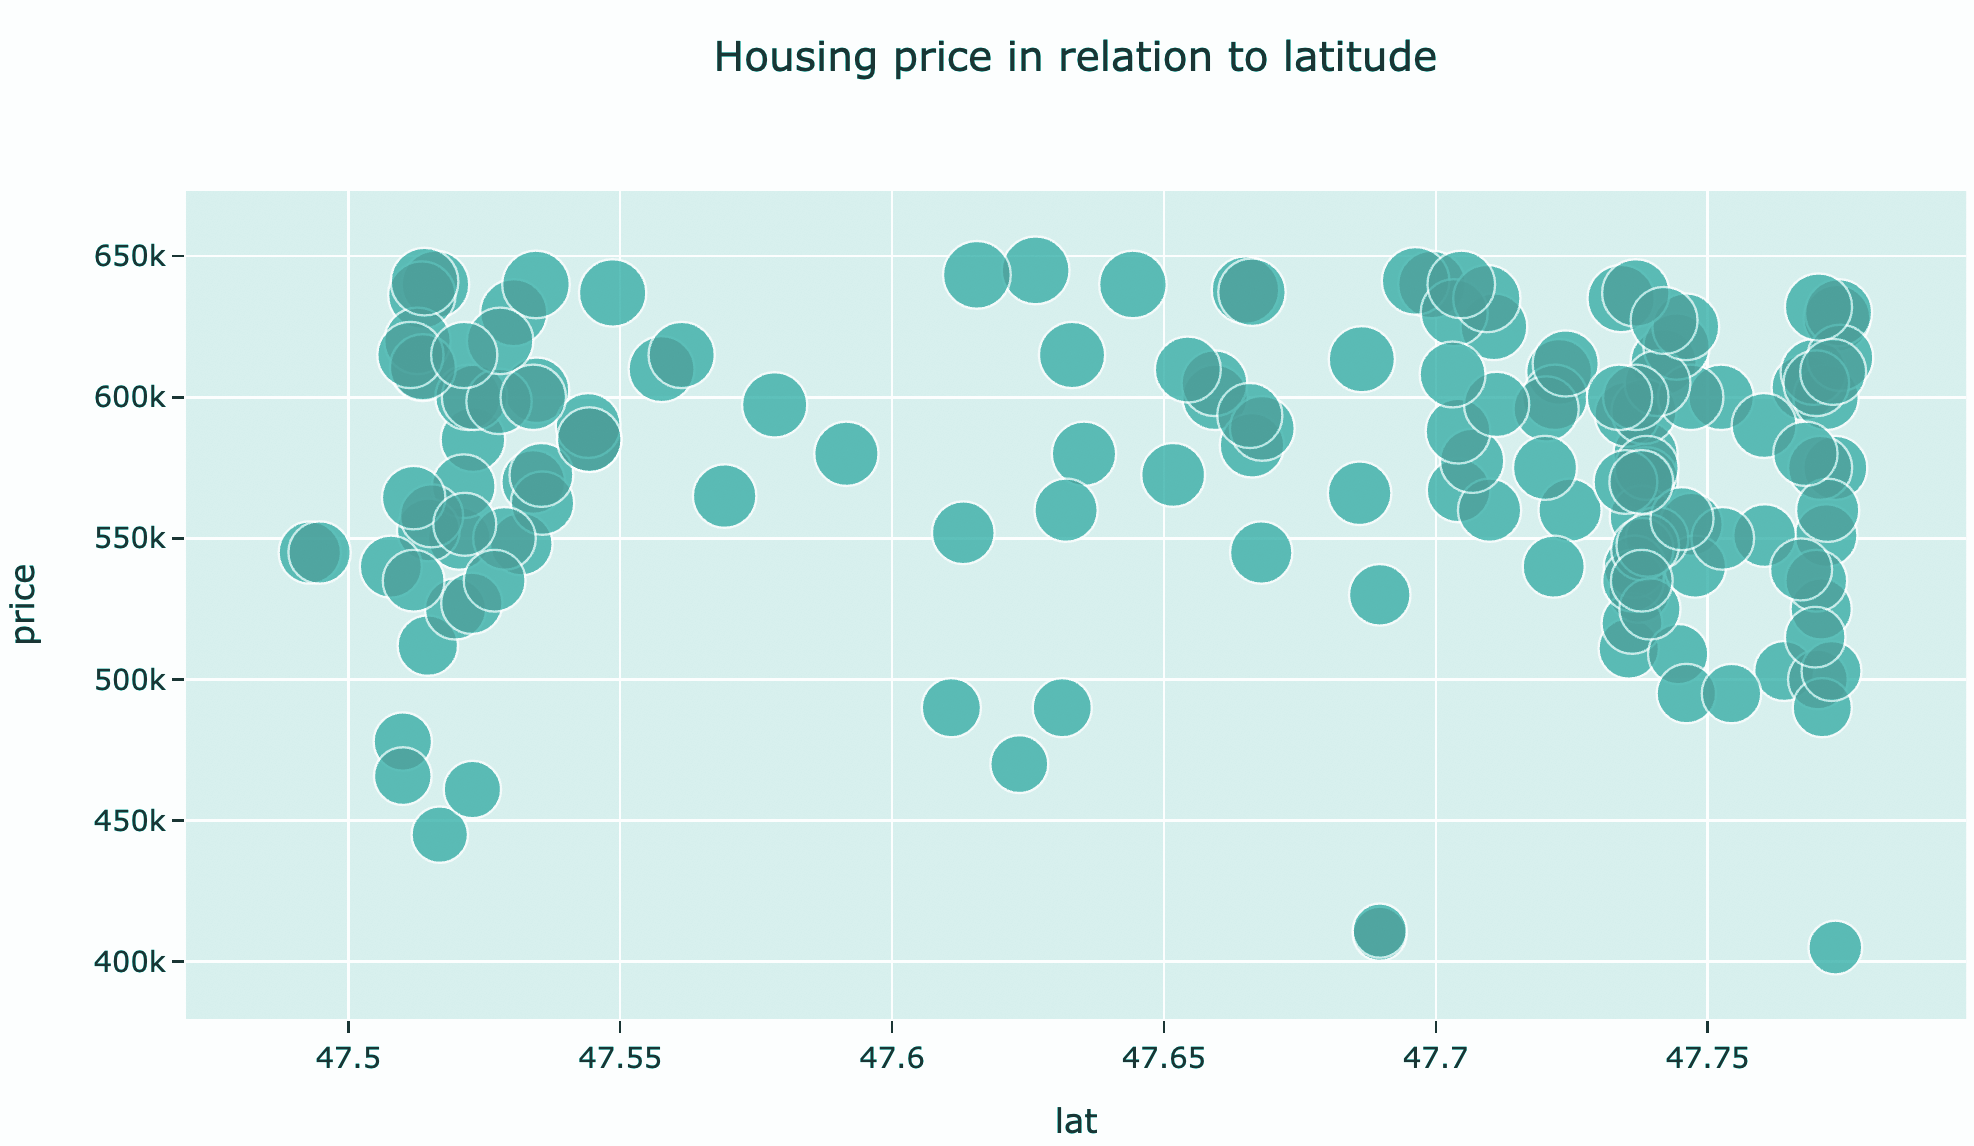 Housing price in relation to latitude
650k
600k
550k
500k
450k
400k
price
47.5
47.55
47.6
47.65
47.7
47.75
lat